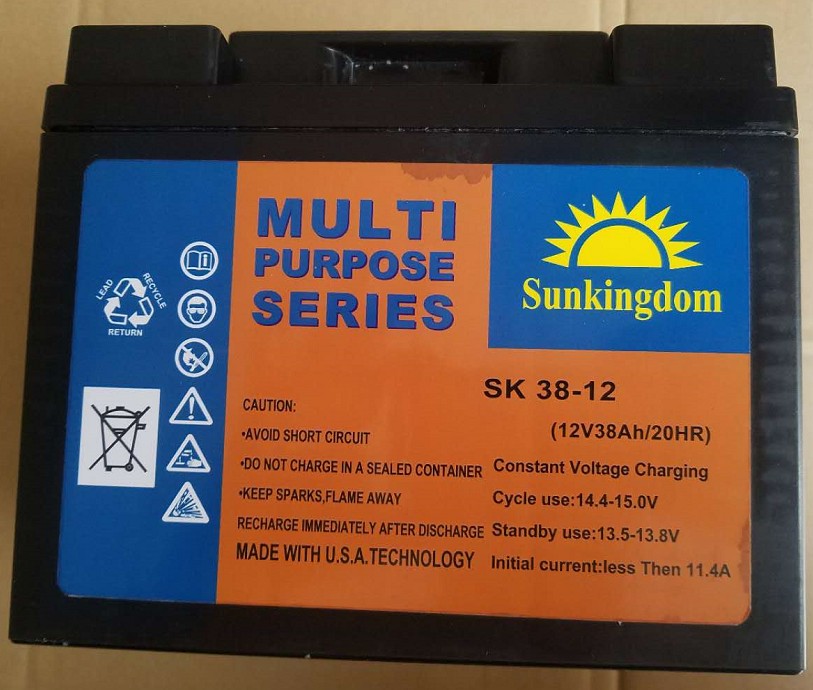 MULTI
PURPOSE
SERIES
Sunkingdom
LEAD
RECYCLE
RETURN
SK 38-12
(12V38Ah/20HR)
Constant Voltage Charging
Cycle use:14.4-15.0V
Standby use:13.5-13.8V
Initial current:less Then 11.4A
CAUTION:
•AVOID SHORT CIRCUIT
•DO NOT CHARGE IN A SEALED CONTAINER
•KEEP SPARKS,FLAME AWAY
RECHARGE IMMEDIATELY AFTER DISCHARGE
MADE WITH U.S.A.TECHNOLOGY